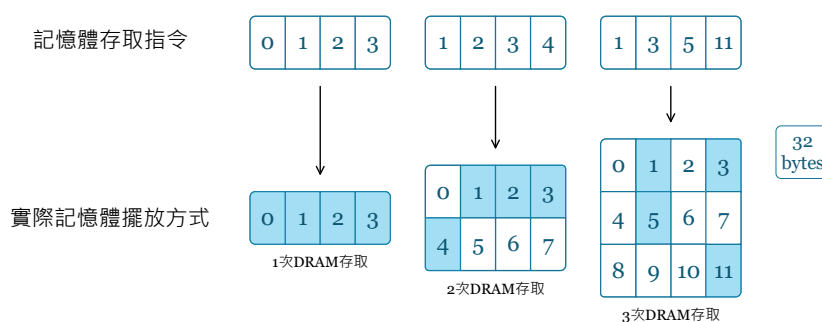 記憶體存取指令
0 1 2 3
1 2 3 4
1 3 5 11
32
bytes
實際記憶體擺放方式
0 1 2 3
1次DRAM存取
0 1 2 3
4 5 6 7
2次DRAM存取
0 1 2 3
4 5 6 7
8 9 10 11
3次DRAM存取